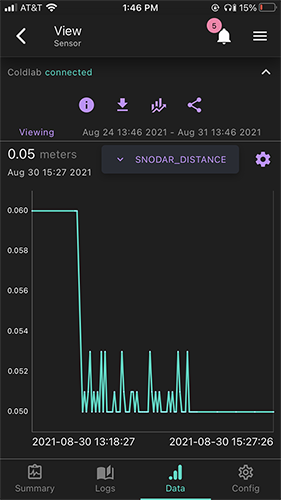 AT&T 1:46 PM 15%
View
Sensor
5
Coldlab connected
Viewing Aug 24 13:46 2021 - Aug 31 13:46 2021
0.05 meters
Aug 30 15:27 2021
SNODAR_DISTANCE
0.060
0.058
0.056
0.054
0.052
0.050
2021-08-30 13:18:27 2021-08-30 15:27:26
Summary Logs Data Config